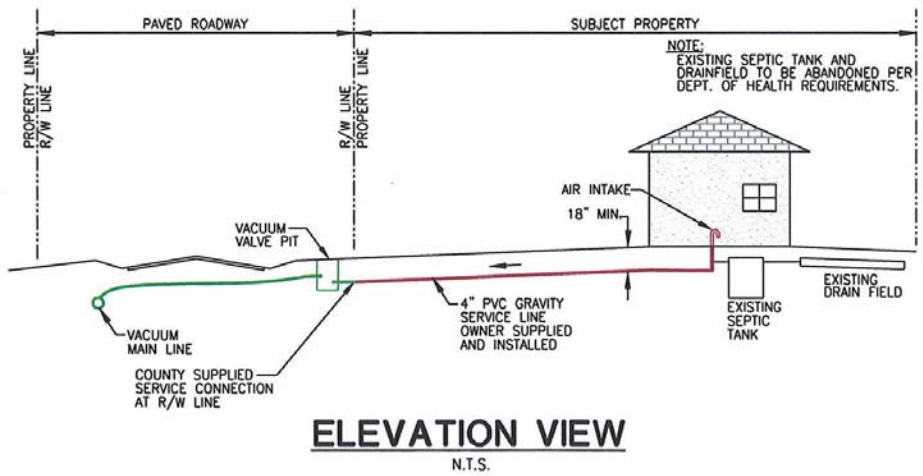 PAVED ROADWAY
SUBJECT PROPERTY
NOTE:
EXISTING SEPTIC TANK AND
DRAINFIELD TO BE ABANDONED PER
DEPT. OF HEALTH REQUIREMENTS.
PROPERTY LINE
R/W LINE
R/W LINE
PROPERTY LINE
AIR INTAKE
18" MIN.
VACUUM
VALVE PIT
4" PVC GRAVITY
SERVICE LINE
OWNER SUPPLIED
AND INSTALLED
EXISTING
SEPTIC
TANK
EXISTING
DRAIN FIELD
VACUUM
MAIN LINE
COUNTY SUPPLIED
SERVICE CONNECTION
AT R/W LINE
ELEVATION VIEW
N.T.S.